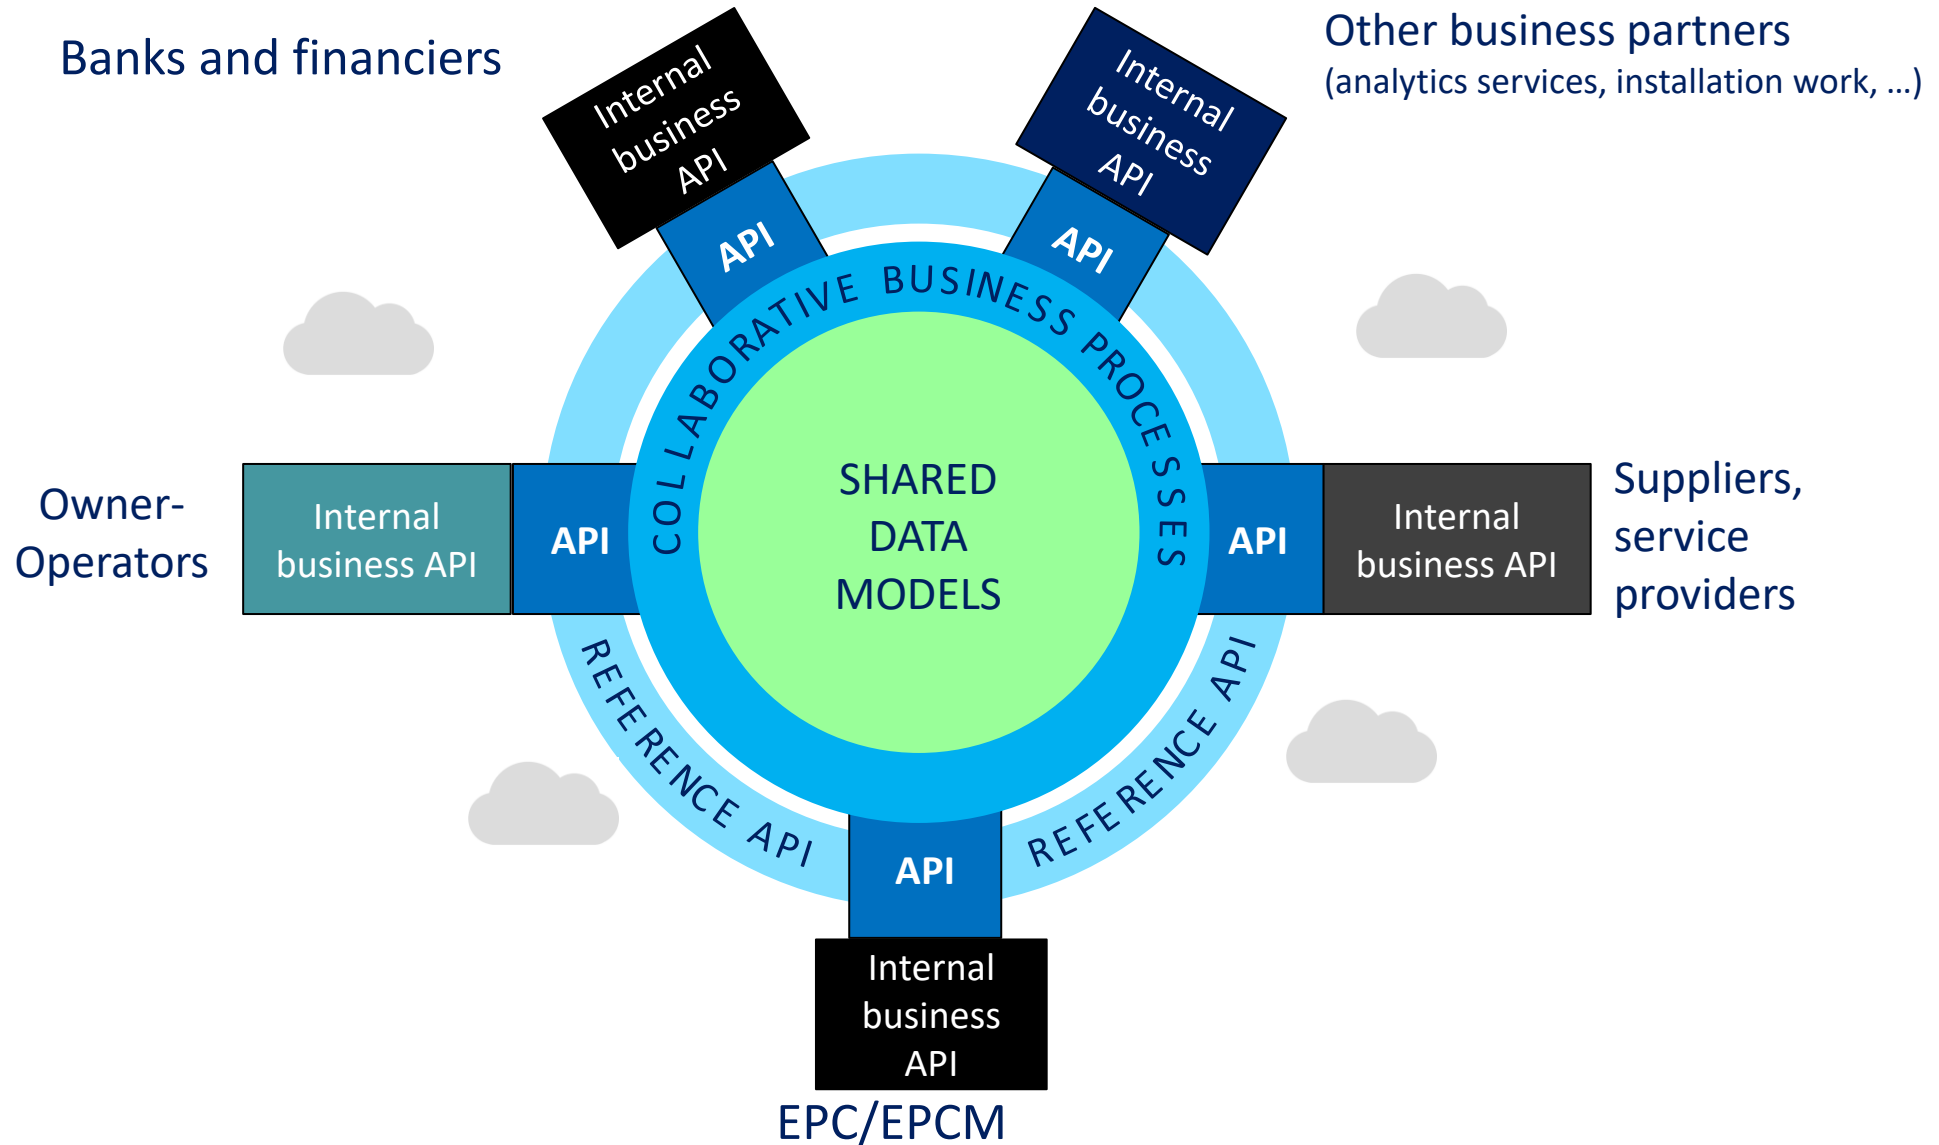 Banks and financiers
Other business partners
(analytics services, installation work, …)
Internal
business
API
API
Internal
business
API
API
COLLABORATIVE BUSINESS PROCESSES
SHARED
DATA
MODELS
Owner-
Operators
Internal
business API
API
API
Internal
business API
Suppliers,
service
providers
REFERENCE API
REFERENCE API
API
Internal
business
API
EPC/EPCM